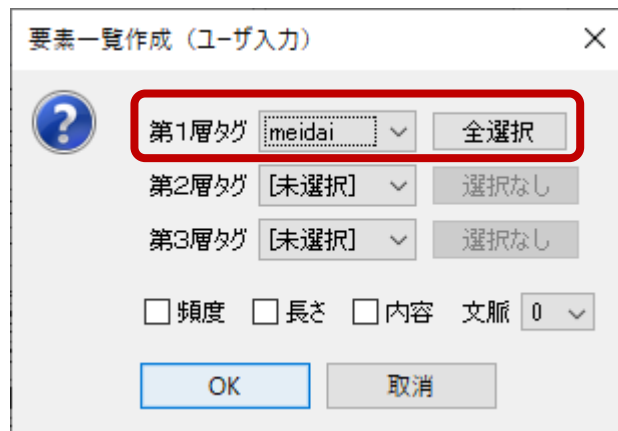 要素一覧作成（ユーザ入力）
第1層タグ meidai 全選択
第2層タグ [未選択] 選択なし
第3層タグ [未選択] 選択なし
頻度 長さ 内容 文脈 0
OK 取消